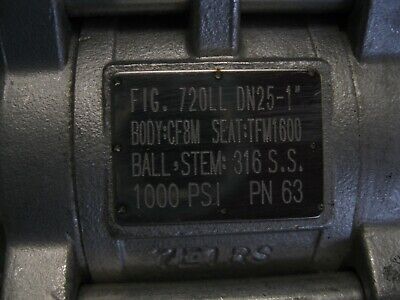 FIG. 720LL DN25-1"
BODY:CF8M SEAT:TFM1600
BALL,STEM: 316 S.S.
1000 PSI PN 63